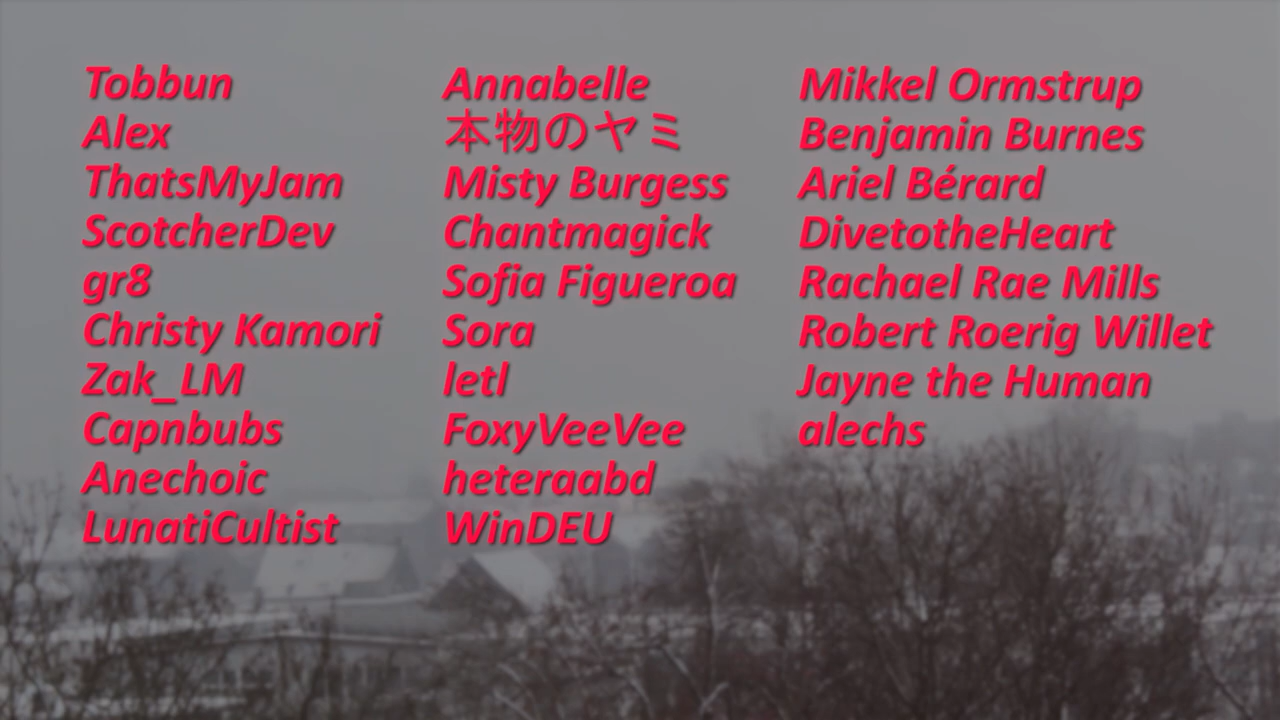 Tobbun
Alex
ThatsMyJam
ScotcherDev
gr8
Christy Kamori
Zak_LM
Capnbubs
Anechoic
LunatiCultist
Annabelle
本物のヤミ
Misty Burgess
Chantmagick
Sofia Figueroa
Sora
letl
FoxyVeeVee
heteraabd
WinDEU
Mikkel Ormstrup
Benjamin Burnes
Ariel Bérard
DivetotheHeart
Rachael Rae Mills
Robert Roerig Willet
Jayne the Human
alechs